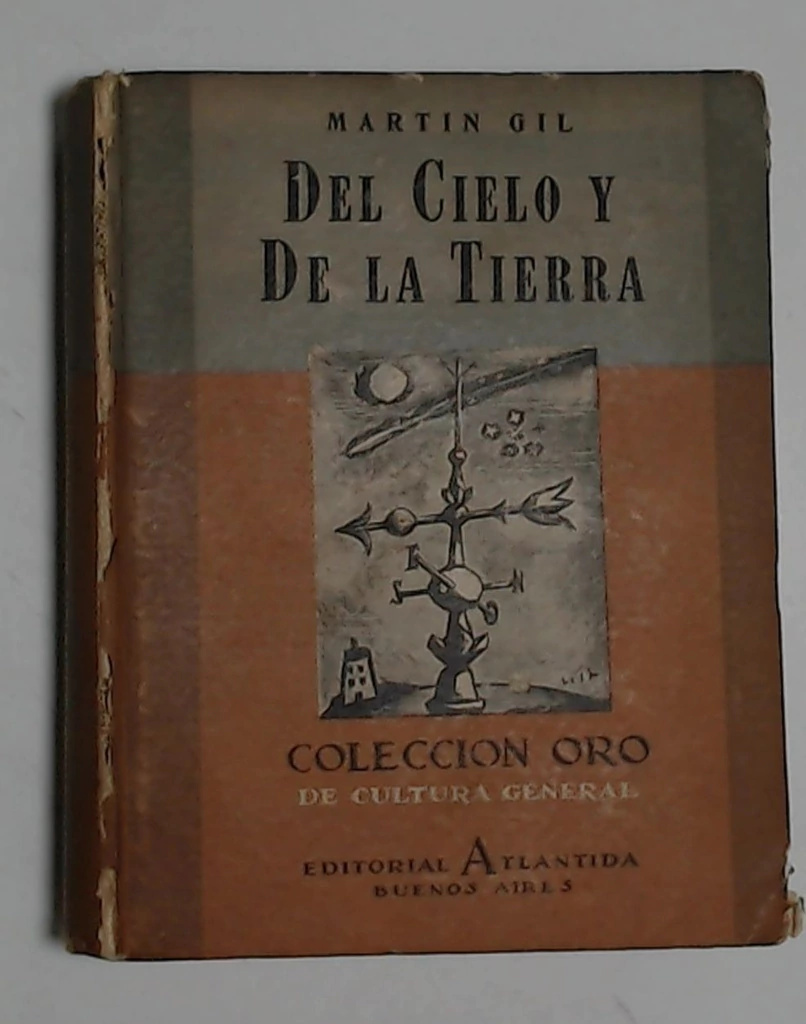 MARTIN GIL
DEL CIELO Y
DE LA TIERRA
COLECCION ORO
DE CULTURA GENERAL
EDITORIAL ATLANTIDA
BUENOS AIRES